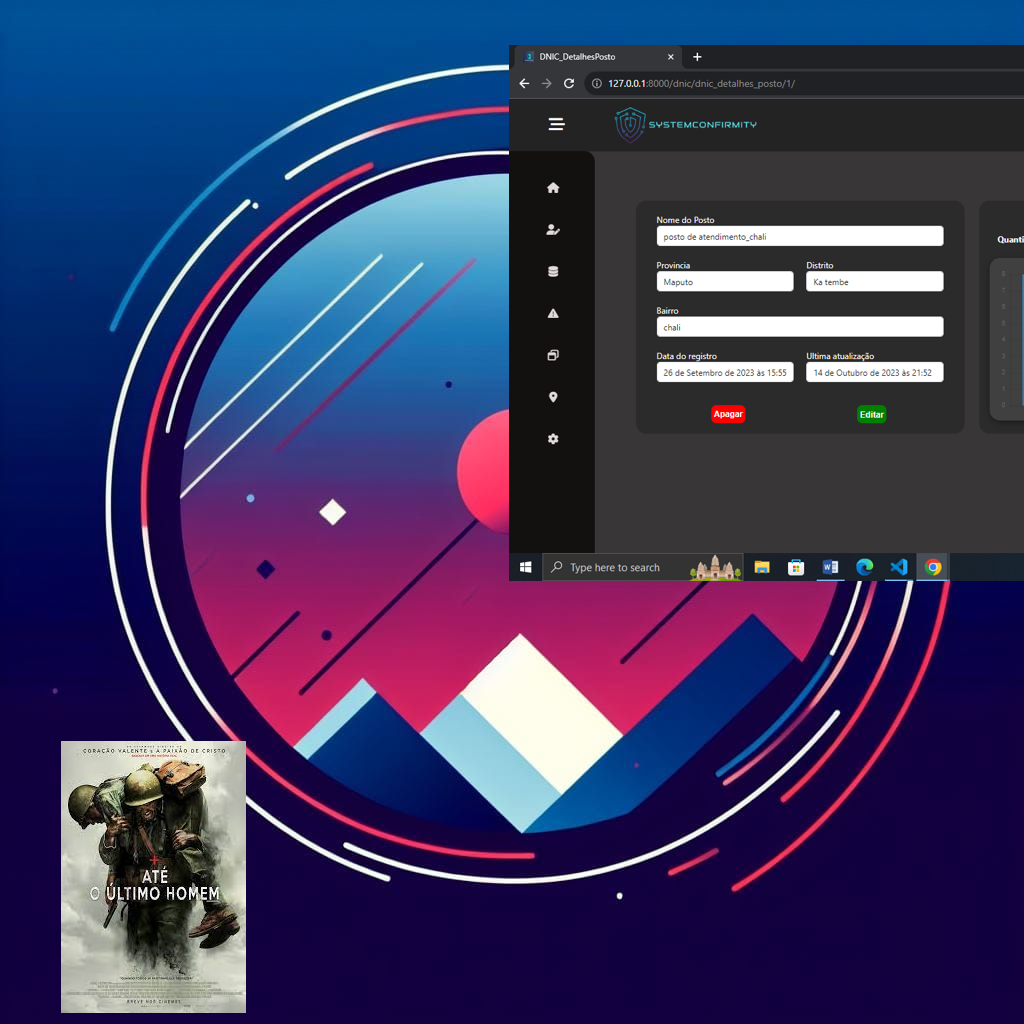 DNIC_DetalhesPosto
127.0.0.1:8000/dnic/dnic_detalhes_posto/1/
SYSTEMCONFIRMITY
Nome do Posto
posto de atendimento_chali
Provincia Distrito
Maputo Ka tembe
Bairro
chali
Data do registro Ultima atualização
26 de Setembro de 2023 às 15:55 14 de Outubro de 2023 às 21:52
Apagar Editar
Quanti
Type here to search
CORAÇÃO VALENTE E A PAIXÃO DE CRISTO
ATÉ
O ÚLTIMO HOMEM
BREVE NOS CINEMAS